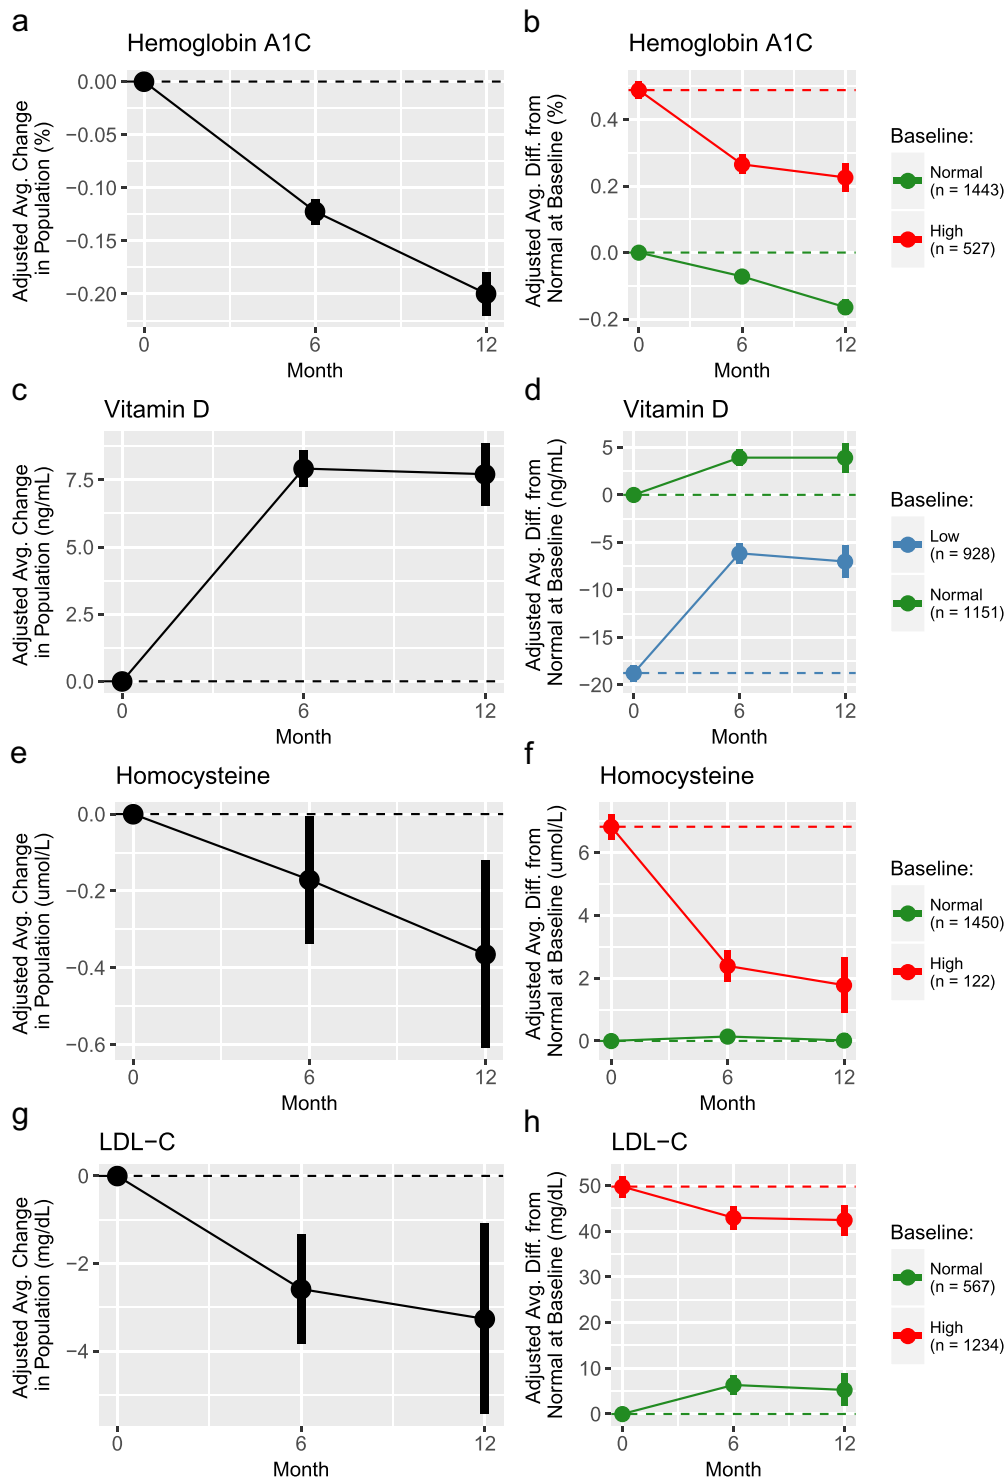 a
Hemoglobin A1C
Adjusted Avg. Change
in Population (%)
0.00
−0.05
−0.10
−0.15
−0.20
0
6
12
Month
b
Hemoglobin A1C
Adjusted Avg. Diff. from
Normal at Baseline (%)
0.4
0.2
0.0
−0.2
0
6
12
Month
Baseline:
Normal
(n = 1443)
High
(n = 527)
c
Vitamin D
Adjusted Avg. Change
in Population (ng/mL)
7.5
5.0
2.5
0.0
0
6
12
Month
d
Vitamin D
Adjusted Avg. Diff. from
Normal at Baseline (ng/mL)
5
0
−5
−10
−15
−20
0
6
12
Month
Baseline:
Low
(n = 928)
Normal
(n = 1151)
e
Homocysteine
Adjusted Avg. Change
in Population (umol/L)
0.0
−0.2
−0.4
−0.6
0
6
12
Month
f
Homocysteine
Adjusted Avg. Diff. from
Normal at Baseline (umol/L)
6
4
2
0
0
6
12
Month
Baseline:
Normal
(n = 1450)
High
(n = 122)
g
LDL−C
Adjusted Avg. Change
in Population (mg/dL)
0
−2
−4
0
6
12
Month
h
LDL−C
Adjusted Avg. Diff. from
Normal at Baseline (mg/dL)
50
40
30
20
10
0
0
6
12
Month
Baseline:
Normal
(n = 567)
High
(n = 1234)